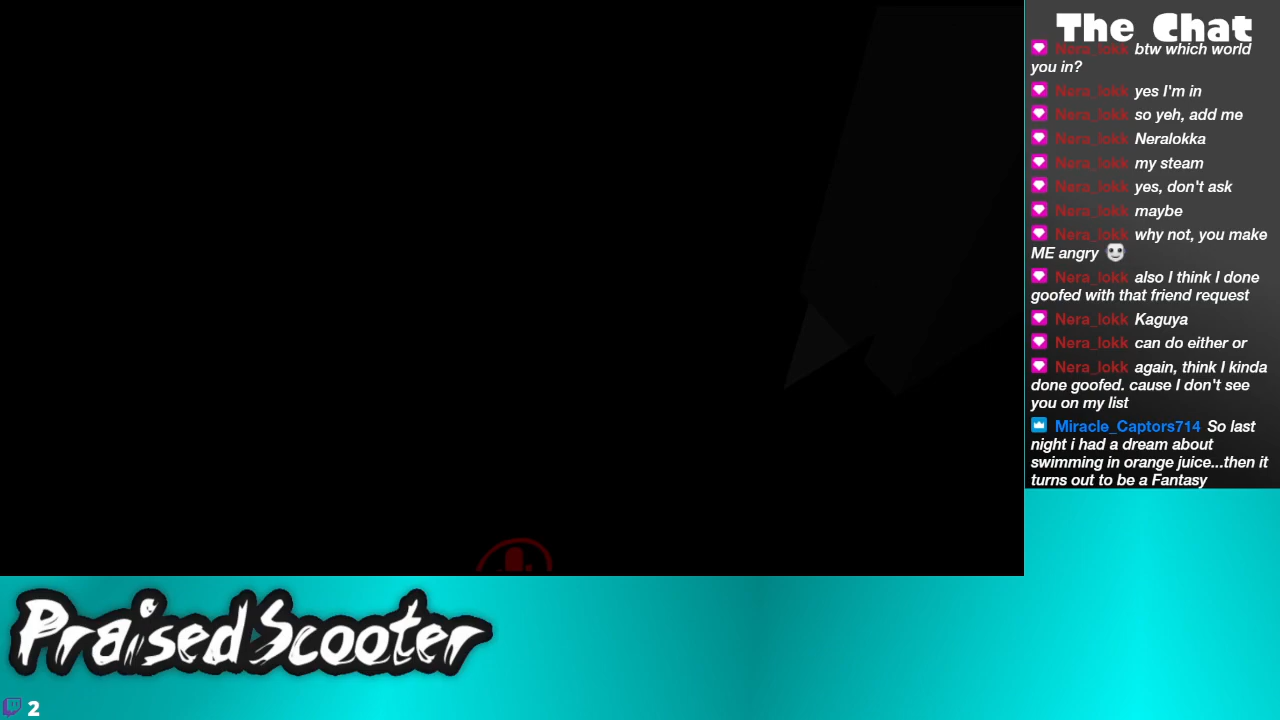 The Chat
Nera_lokk btw which world
you in?
Nera_lokk yes I'm in
Nera_lokk so yeh, add me
Nera_lokk Neralokka
Nera_lokk my steam
Nera_lokk yes, don't ask
Nera_lokk maybe
Nera_lokk why not, you make
ME angry
Nera_lokk also I think I done
goofed with that friend request
Nera_lokk Kaguya
Nera_lokk can do either or
Nera_lokk again, think I kinda
done goofed. cause I don't see
you on my list
Miracle_Captors714 So last
night i had a dream about
swimming in orange juice...then it
turns out to be a Fantasy
PraisedScooter
2